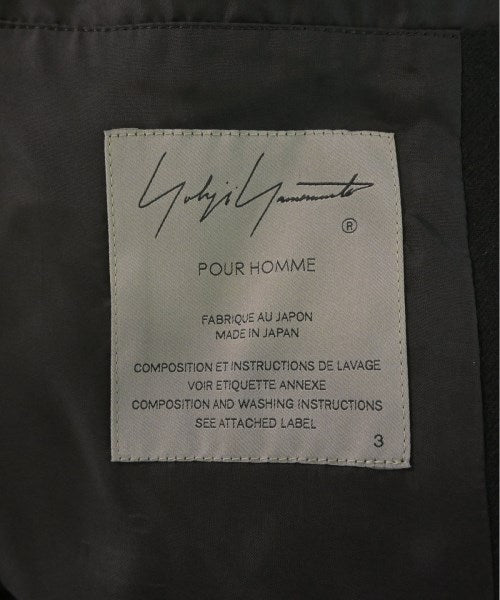 Yohji Yamamoto
®
POUR HOMME
FABRIQUE AU JAPON
MADE IN JAPAN
COMPOSITION ET INSTRUCTIONS DE LAVAGE
VOIR ETIQUETTE ANNEXE
COMPOSITION AND WASHING INSTRUCTIONS
SEE ATTACHED LABEL
3